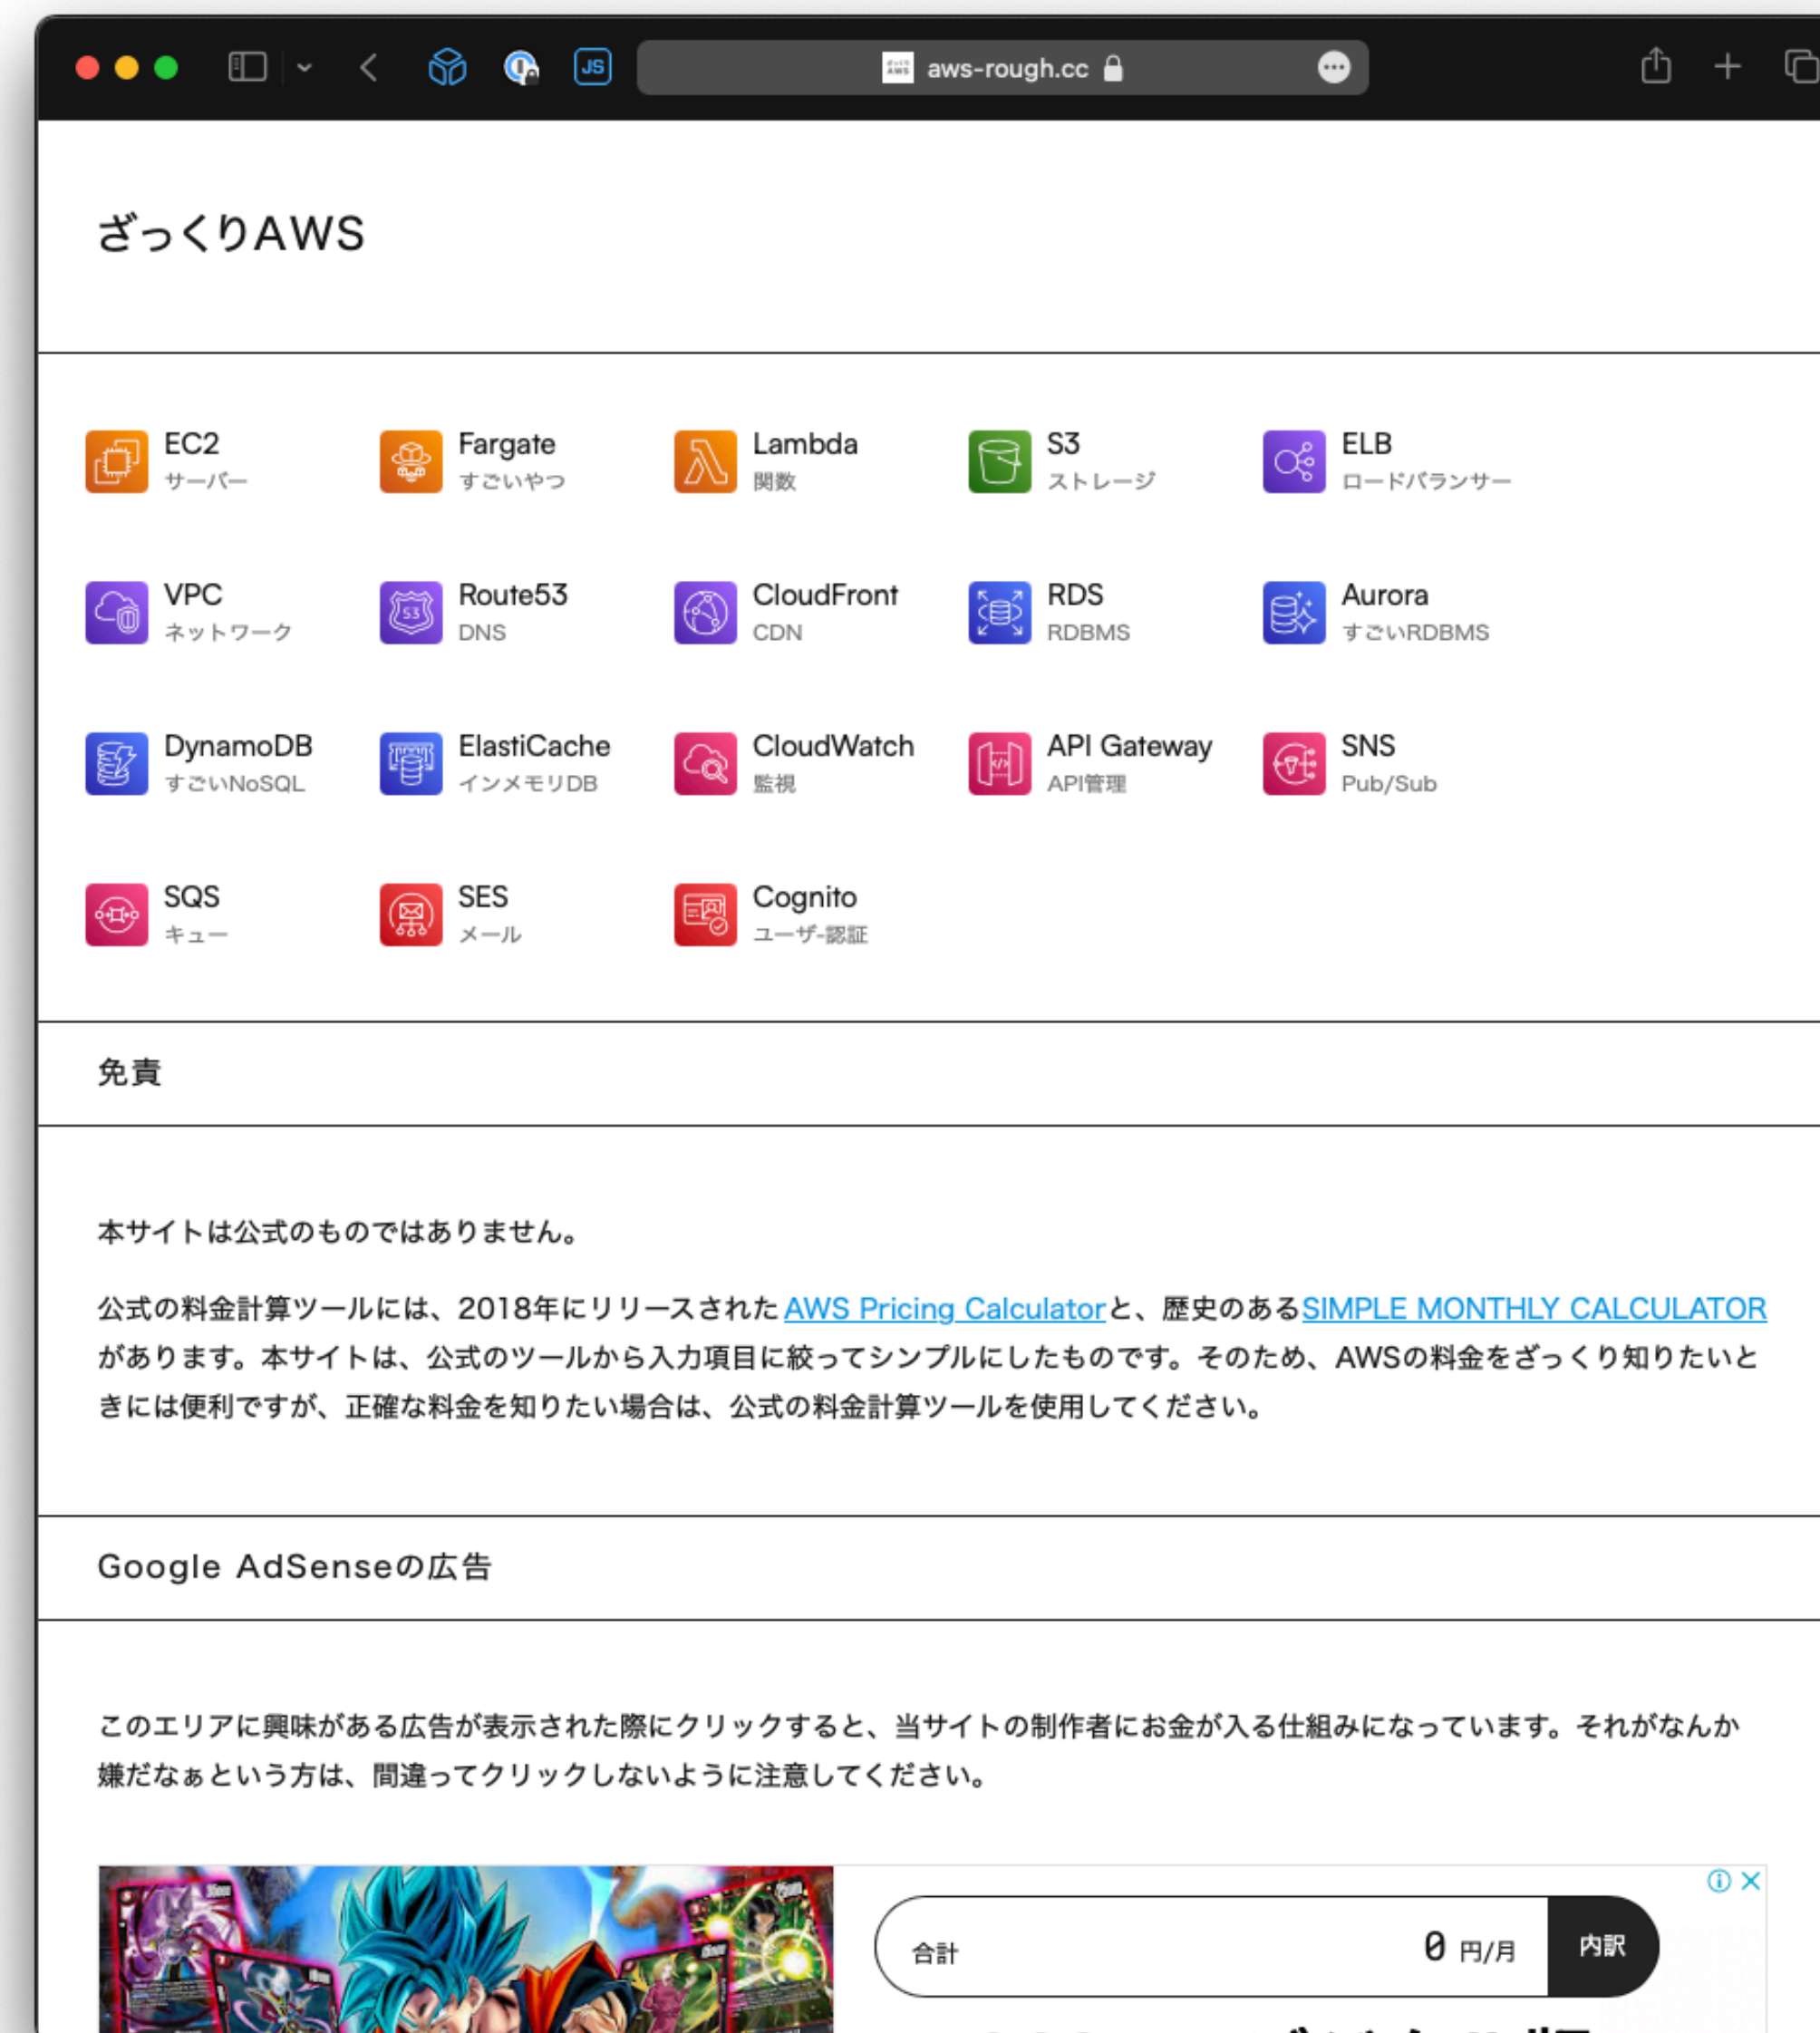 JS
aws-rough.cc
ざっくりAWS
EC2
サーバー
Fargate
すごいやつ
Lambda
関数
S3
ストレージ
ELB
ロードバランサー
VPC
ネットワーク
Route53
DNS
CloudFront
CDN
RDS
RDBMS
Aurora
すごいRDBMS
DynamoDB
すごいNoSQL
ElastiCache
インメモリDB
CloudWatch
監視
API Gateway
API管理
SNS
Pub/Sub
SQS
キュー
SES
メール
Cognito
ユーザ-認証
免責
本サイトは公式のものではありません。
公式の料金計算ツールには、2018年にリリースされたAWS Pricing Calculatorと、歴史のあるSIMPLE MONTHLY CALCULATOR
があります。本サイトは、公式のツールから入力項目に絞ってシンプルにしたものです。そのため、AWSの料金をざっくり知りたいと
きには便利ですが、正確な料金を知りたい場合は、公式の料金計算ツールを使用してください。
Google AdSenseの広告
このエリアに興味がある広告が表示された際にクリックすると、当サイトの制作者にお金が入る仕組みになっています。それがなんか
嫌だなぁという方は、間違ってクリックしないように注意してください。
合計 0 円/月 内訳